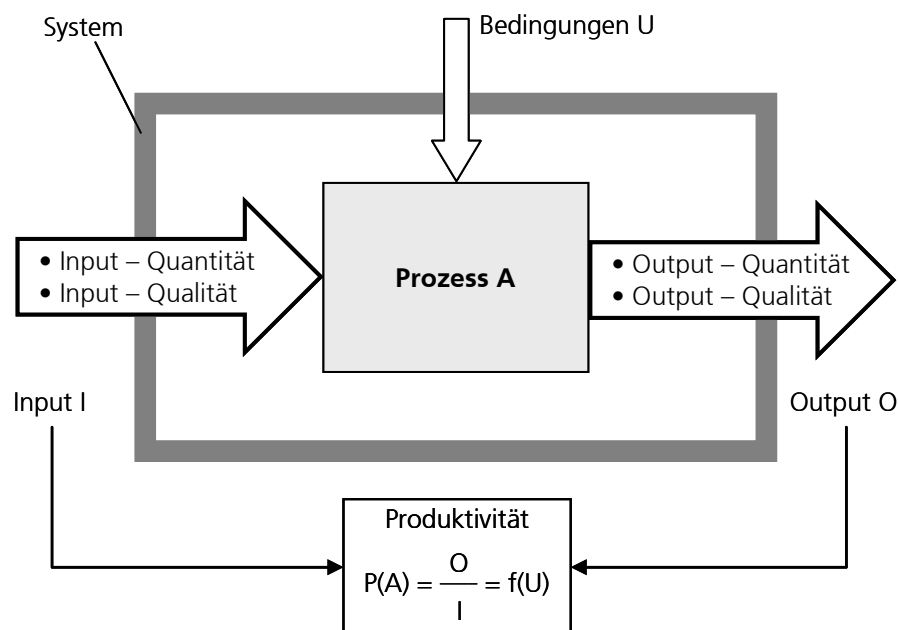 System
Bedingungen U
• Input – Quantität
• Input – Qualität
Prozess A
• Output – Quantität
• Output – Qualität
Input I
Output O
Produktivität
P(A) = O / I = f(U)